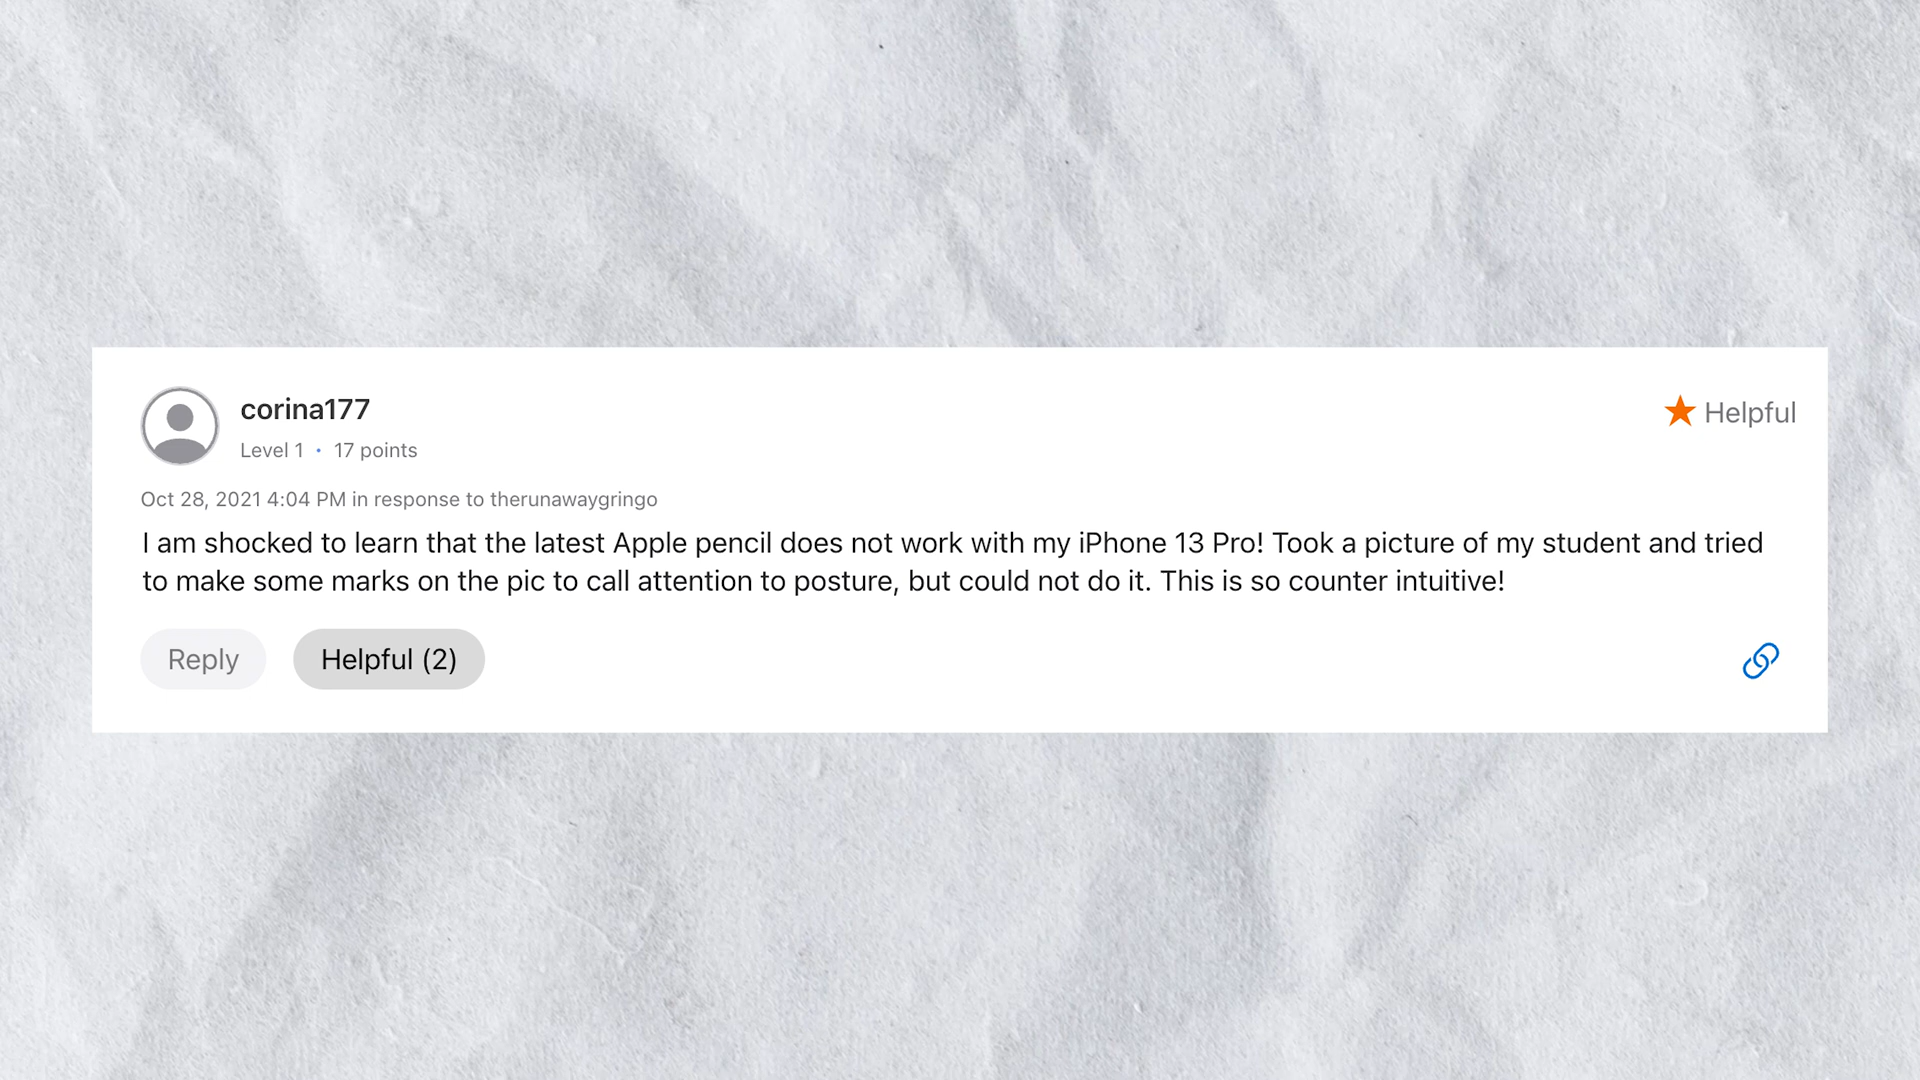 corina177
Helpful
Level 1 • 17 points
Oct 28, 2021 4:04 PM in response to therunawaygringo
I am shocked to learn that the latest Apple pencil does not work with my iPhone 13 Pro! Took a picture of my student and tried
to make some marks on the pic to call attention to posture, but could not do it. This is so counter intuitive!
Reply
Helpful (2)